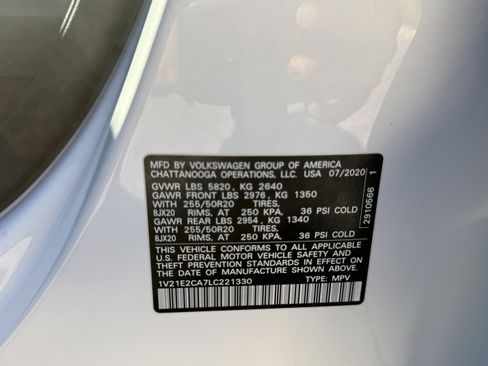 MFD BY VOLKSWAGEN GROUP OF AMERICA
CHATTANOOGA OPERATIONS, LLC. USA 07/2020
GVWR LBS 5820, KG 2640
GAWR FRONT LBS 2976, KG 1350
WITH 255/50R20 TIRES,
8JX20 RIMS, AT 250 KPA, 36 PSI COLD
GAWR REAR LBS 2954, KG 1340
WITH 255/50R20 TIRES,
8JX20 RIMS, AT 250 KPA, 36 PSI COLD
THIS VEHICLE CONFORMS TO ALL APPLICABLE
U.S. FEDERAL MOTOR VEHICLE SAFETY AND
THEFT PREVENTION STANDARDS IN EFFECT ON THE
DATE OF MANUFACTURE SHOWN ABOVE.
1V21E2CA7LC221330 TYPE: MPV
2910566 1